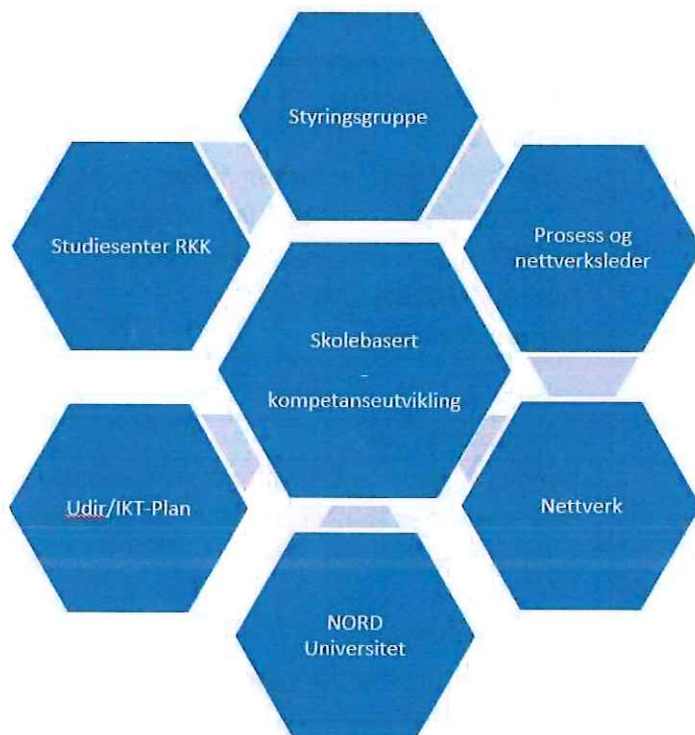 Styringsgruppe
Studiesenter RKK
Prosess og
nettverksleder
Skolebasert
-
kompetanseutvikling
Udir/IKT-Plan
Nettverk
NORD
Universitet